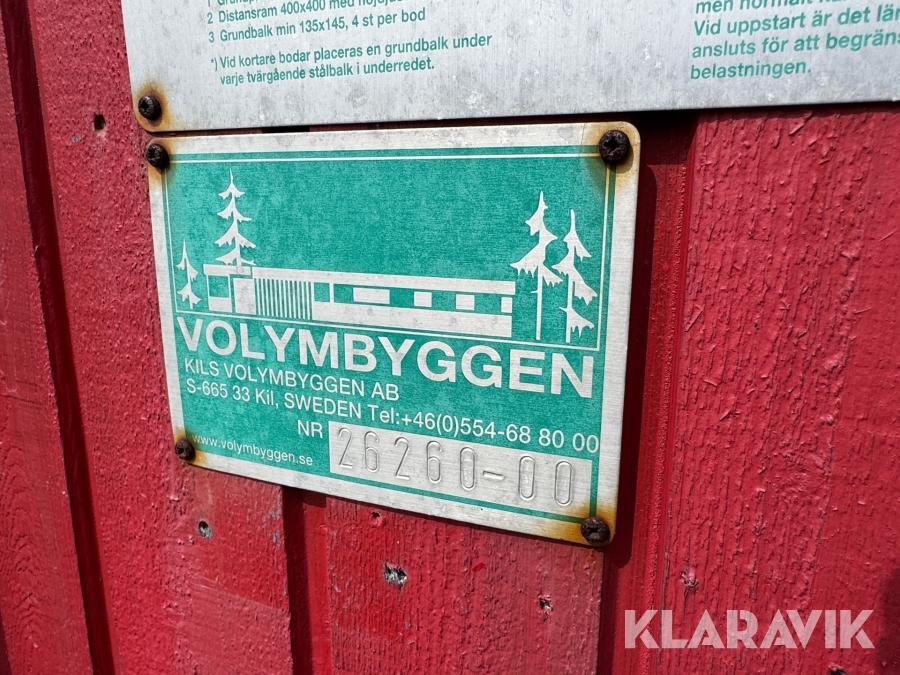 2 Distansram 400x400 med
3 Grundbalk min 135x145, 4 st per bod
*) Vid kortare bodar placeras en grundbalk under
varje tvärgående stålbalk i underredet.
men normalt
Vid uppstart är det
ansluts för att
belastningen.
VOLYMBYGGEN
KILS VOLYMBYGGEN AB
S-665 33 Kil, SWEDEN Tel:+46(0)554-68 80 00
NR 26260-00
www.volymbyggen.se
KLARAVIK